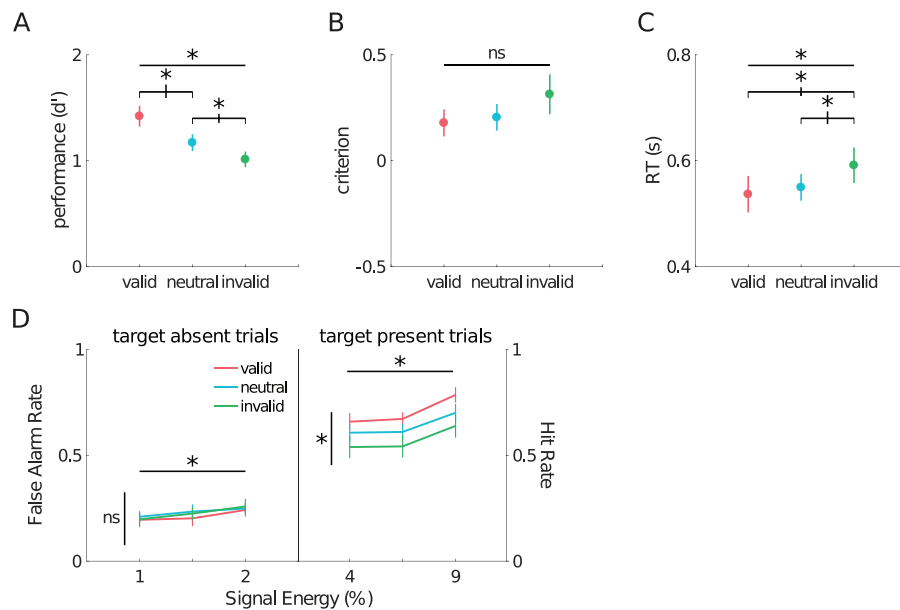 A
B
C
2
1
0
performance (d')
valid
neutral
invalid
*
*
*
0.5
0
-0.5
criterion
valid
neutral
invalid
ns
0.8
0.6
0.4
RT (s)
valid
neutral
invalid
*
*
*
D
target absent trials
target present trials
1
0.5
0
False Alarm Rate
valid
neutral
invalid
*
ns
*
*
1
0.5
0
Hit Rate
1
2
4
9
Signal Energy (%)